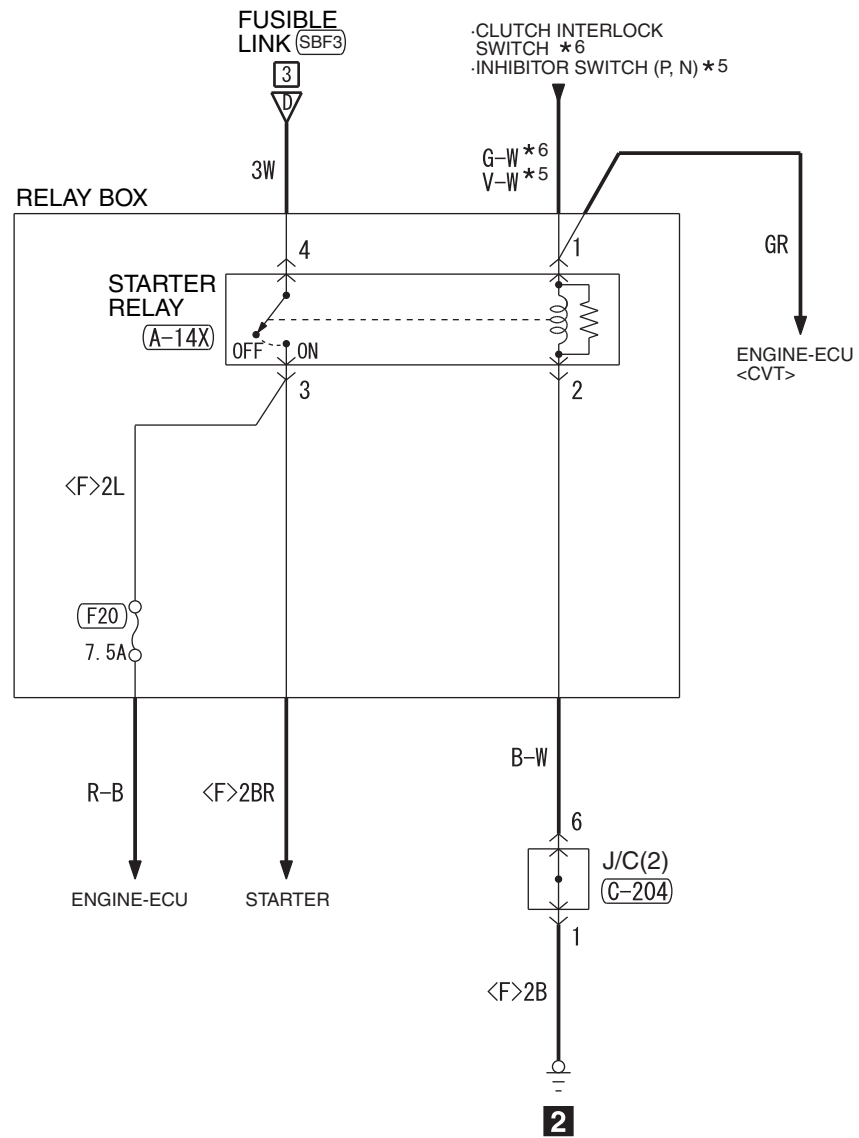 FUSIBLE
LINK SBF3
3
D
3W
·CLUTCH INTERLOCK
SWITCH *6
·INHIBITOR SWITCH (P, N) *5
G-W *6
V-W *5
RELAY BOX
GR
4
1
STARTER
RELAY
A-14X
OFF ON
ENGINE-ECU
<CVT>
3
2
<F>2L
F20
7.5A
B-W
R-B
<F>2BR
6
J/C(2)
C-204
ENGINE-ECU
STARTER
1
<F>2B
2